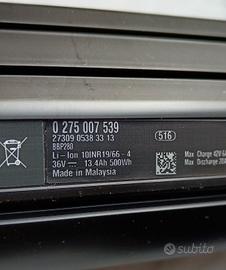 0 275 007 539
27309 0538 33 13
BBP280
Li-Ion 10INR19/66-4
36V 13.4Ah 500Wh
Made in Malaysia
516
Max Charge 42V
Max Discharge
subito